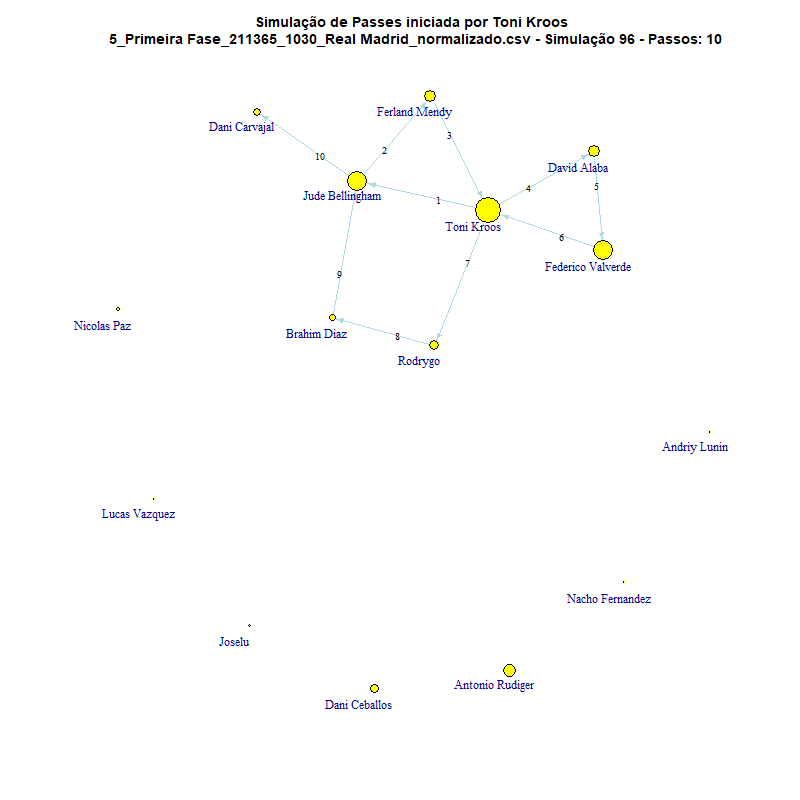 Simulação de Passes iniciada por Toni Kroos
5_Primeira Fase_211365_1030_Real Madrid_normalizado.csv - Simulação 96 - Passos: 10
Ferland Mendy
Dani Carvajal
3
2
10
David Alaba
4
5
Jude Bellingham
1
Toni Kroos
6
Federico Valverde
7
9
Nicolas Paz
Brahim Diaz
8
Rodrygo
Andriy Lunin
Lucas Vazquez
Nacho Fernandez
Joselu
Antonio Rudiger
Dani Ceballos